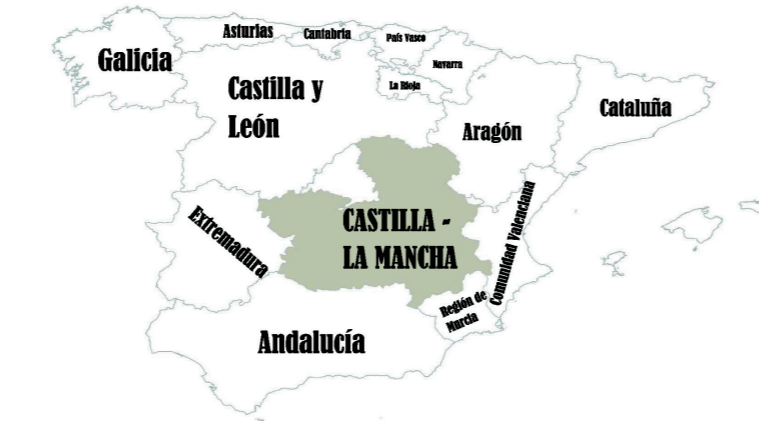 Asturias
Cantabria
País Vasco
Galicia
Navarra
Castilla y
León
La Rioja
Cataluña
Aragón
Extremadura
CASTILLA -
LA MANCHA
Comunidad Valenciana
Región de
Murcia
Andalucía